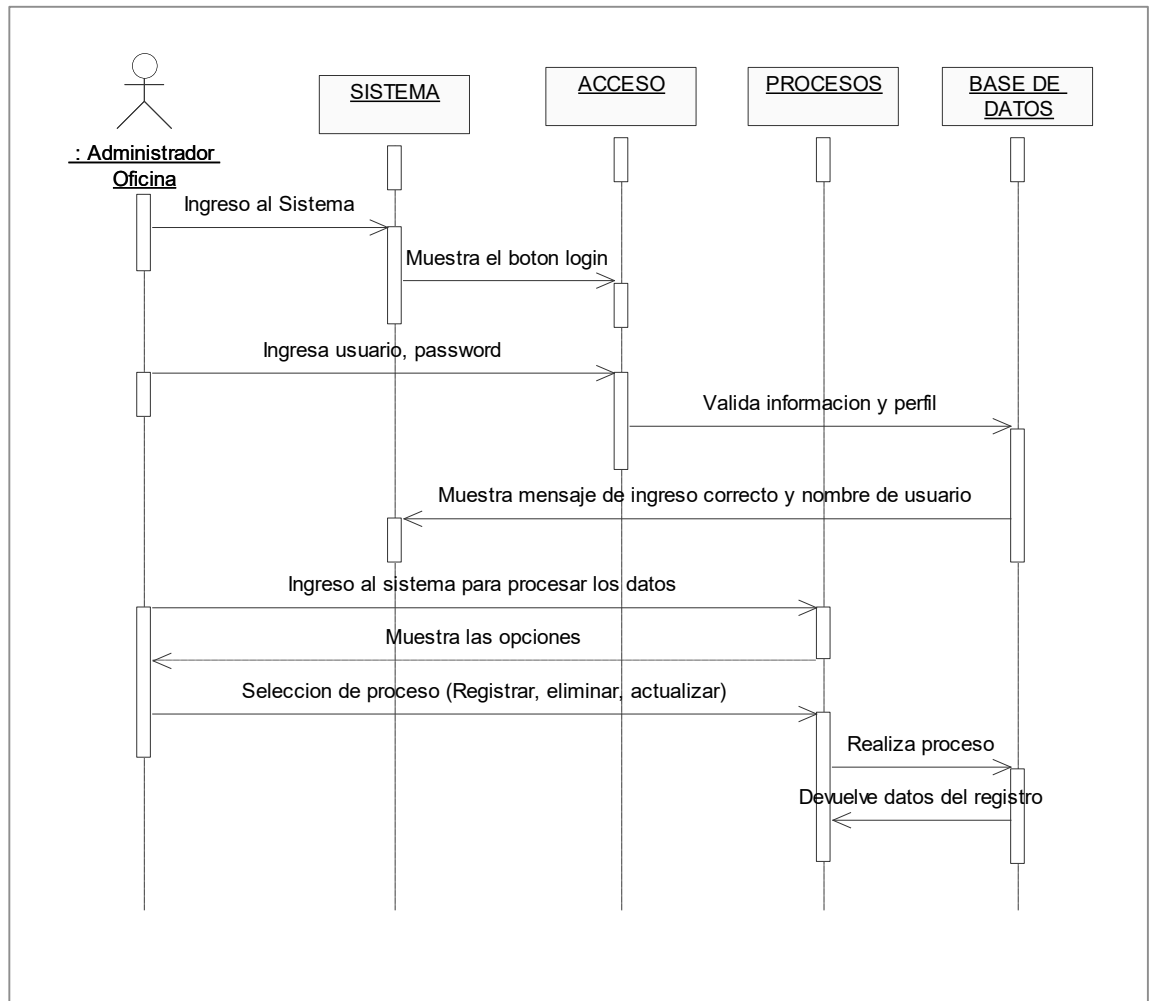 : Administrador
Oficina
SISTEMA
ACCESO
PROCESOS
BASE DE
DATOS
Ingreso al Sistema
Muestra el boton login
Ingresa usuario, password
Valida informacion y perfil
Muestra mensaje de ingreso correcto y nombre de usuario
Ingreso al sistema para procesar los datos
Muestra las opciones
Seleccion de proceso (Registrar, eliminar, actualizar)
Realiza proceso
Devuelve datos del registro